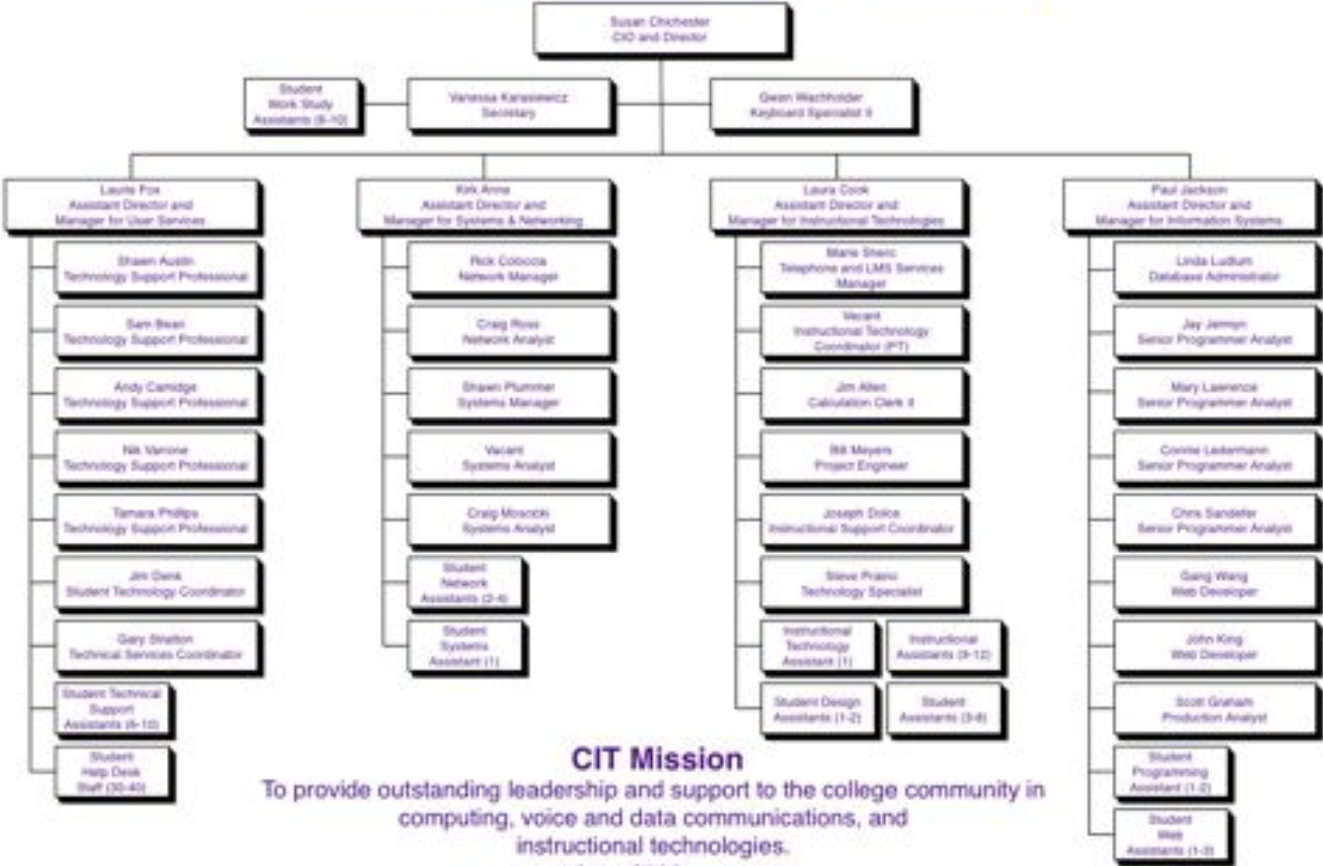 Susan Chichester
CIO and Director
Student
Work Study
Assistants (8-10)
Vanessa Karasiewicz
Secretary
Gwen Wachholder
Keyboard Specialist II
Laurie Fox
Assistant Director and
Manager for User Services
Shawn Austin
Technology Support Professional
Sam Bean
Technology Support Professional
Andy Camidge
Technology Support Professional
Nik Varrone
Technology Support Professional
Tamara Phillips
Technology Support Professional
Jim Denk
Student Technology Coordinator
Gary Stratton
Technical Services Coordinator
Student Technical
Support
Assistants
Student
Help Desk
Staff (30-40)
Kirk Anne
Assistant Director and
Manager for Systems & Networking
Rick Coloccia
Network Manager
Craig Ross
Network Analyst
Shawn Plummer
Systems Manager
Vacant
Systems Analyst
Craig Moscicki
Systems Analyst
Student
Network
Assistants (2-4)
Student
Systems
Assistant (1)
Laura Cook
Assistant Director and
Manager for Instructional Technologies
Marie Shero
Telephone and LMS Services
Manager
Vacant
Instructional Technology
Coordinator (PT)
Jim Allen
Calculation Clerk II
Bill Meyers
Project Engineer
Joseph Dolce
Instructional Support Coordinator
Steve Prainc
Technology Specialist
Instructional
Technology
Assistant (1)
Instructional
Assistants (9-12)
Student Design
Assistants (1-2)
Student
Assistants
Paul Jackson
Assistant Director and
Manager for Information Systems
Linda Ludlum
Database Administrator
Jay Jermyn
Senior Programmer Analyst
Mary Lawrence
Senior Programmer Analyst
Connie Leitermann
Senior Programmer Analyst
Chris Sandefer
Senior Programmer Analyst
Gang Wang
Web Developer
John King
Web Developer
Scott Graham
Production Analyst
Student
Programming
Assistant (1-2)
Student
Web
Assistants
CIT Mission
To provide outstanding leadership and support to the college community in
computing, voice and data communications, and
instructional technologies.